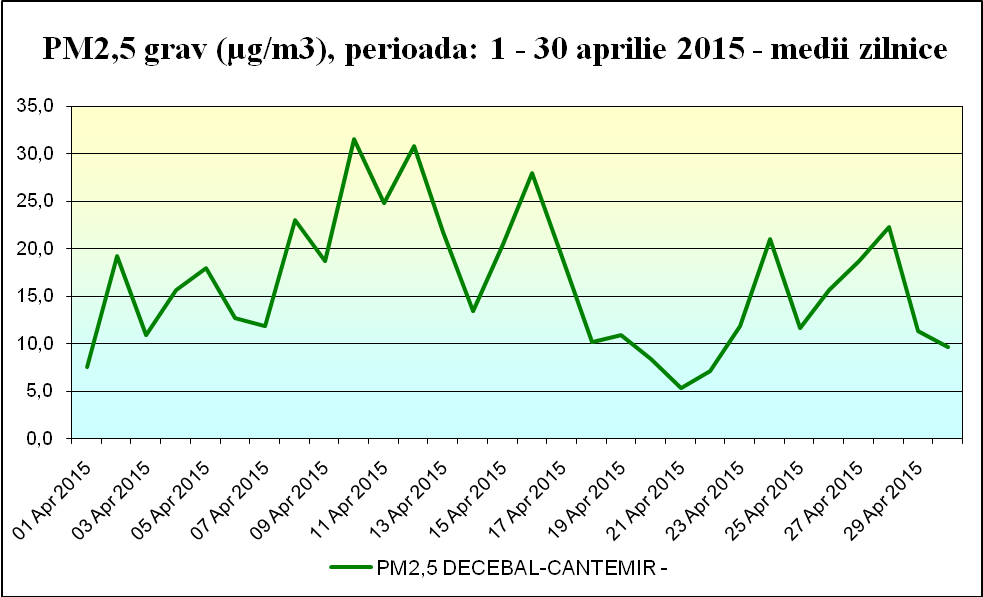 PM2,5 grav (µg/m3), perioada: 1 - 30 aprilie 2015 - medii zilnice
35,0
30,0
25,0
20,0
15,0
10,0
5,0
0,0
01 Apr 2015
03 Apr 2015
05 Apr 2015
07 Apr 2015
09 Apr 2015
11 Apr 2015
13 Apr 2015
15 Apr 2015
17 Apr 2015
19 Apr 2015
21 Apr 2015
23 Apr 2015
25 Apr 2015
27 Apr 2015
29 Apr 2015
PM2,5 DECEBAL-CANTEMIR -